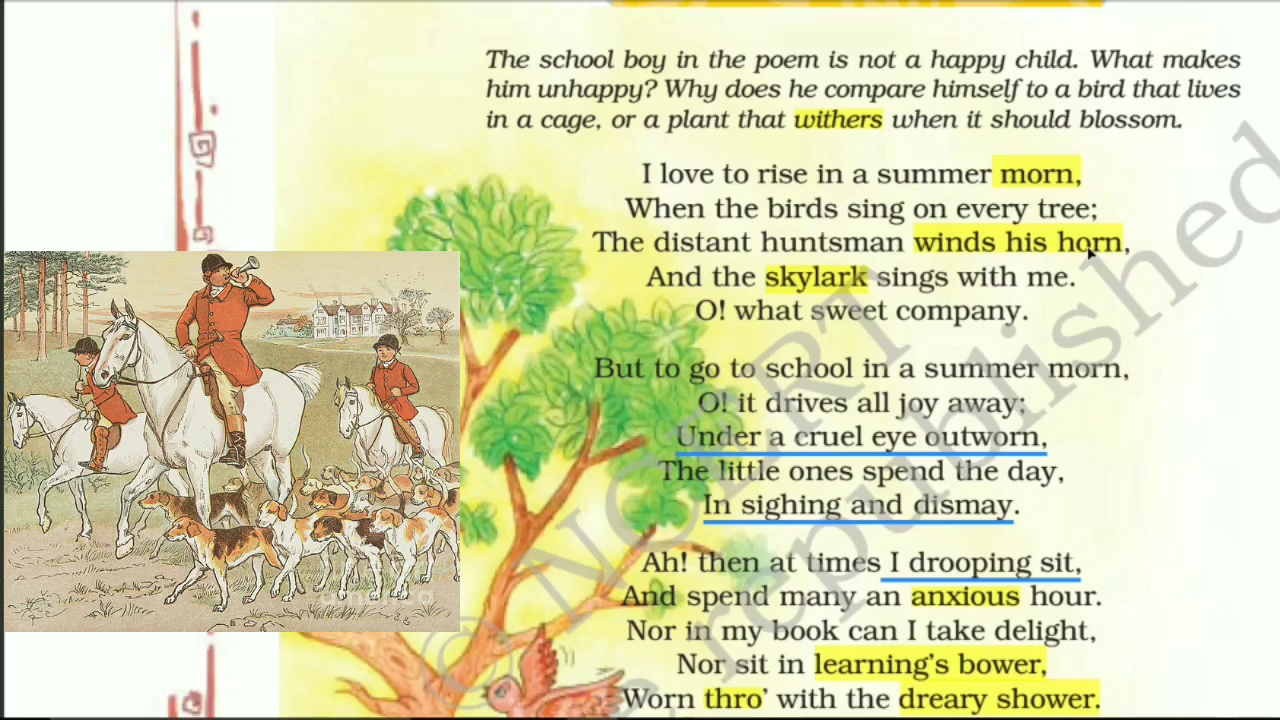 The school boy in the poem is not a happy child. What makes
him unhappy? Why does he compare himself to a bird that lives
in a cage, or a plant that withers when it should blossom.
I love to rise in a summer morn,
When the birds sing on every tree;
The distant huntsman winds his horn,
And the skylark sings with me.
O! what sweet company.
But to go to school in a summer morn,
O! it drives all joy away;
Under a cruel eye outworn,
The little ones spend the day,
In sighing and dismay.
Ah! then at times I drooping sit,
And spend many an anxious hour.
Nor in my book can I take delight,
Nor sit in learning's bower,
Worn thro' with the dreary shower.
© NCERT
republished